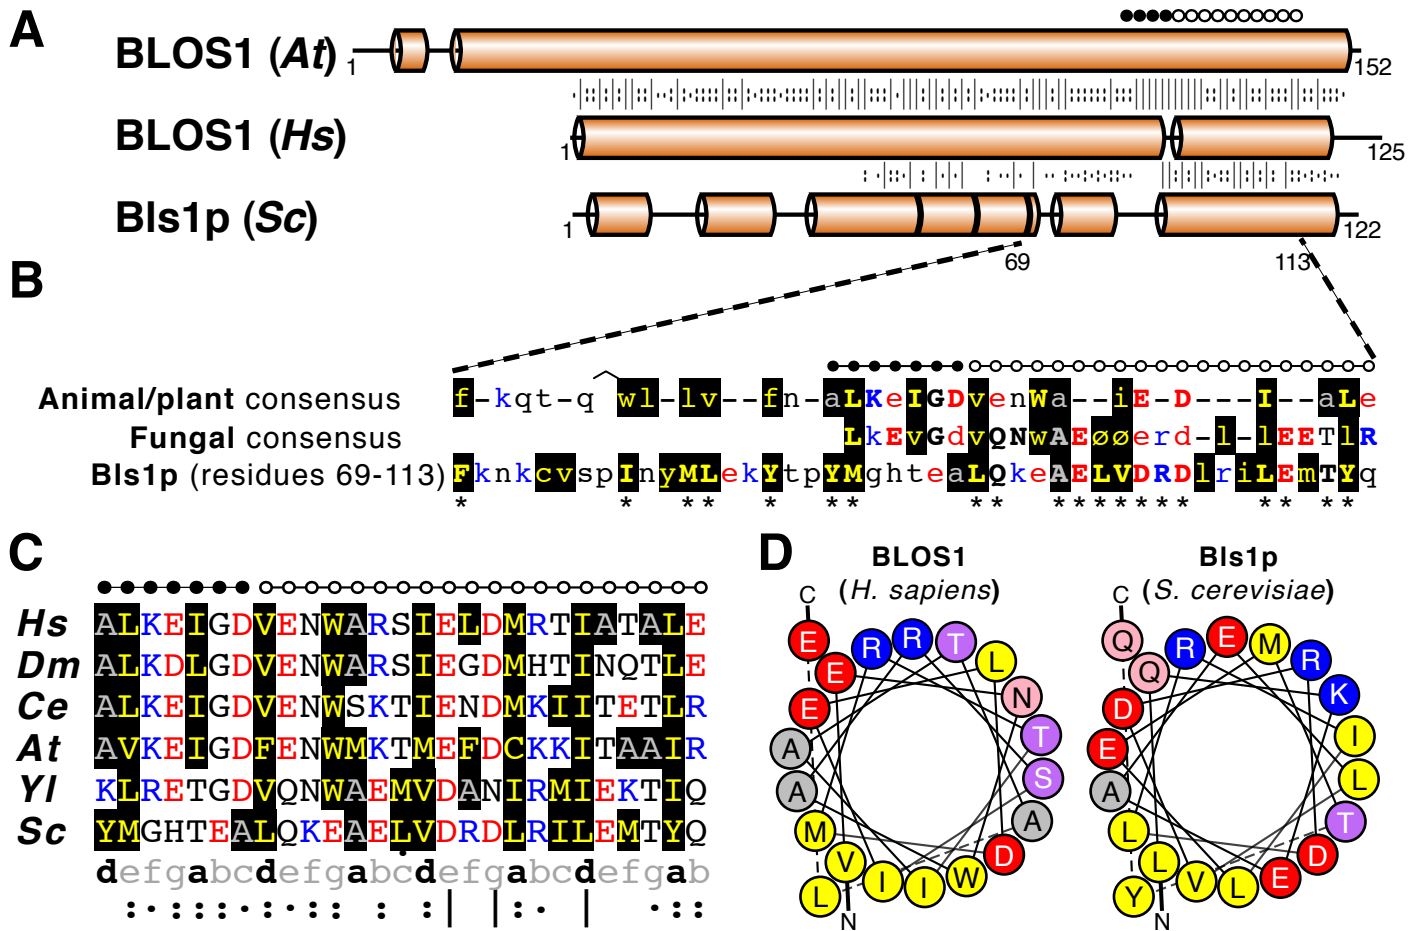 A
BLOS1 (At) 1 152
BLOS1 (Hs) 1 125
Bls1p (Sc) 1 122
69 113
B
Animal/plant consensus f-kqt-q wl-lv--fn-aLKeIGDvenWa--iE-D---I--aLe
Fungal consensus LkEvGdvQNwAEøøerd-l-lEETlR
Bls1p (residues 69-113) FknkcvspInyMLekYtpYMghteaLQkeAELVDRDlriLEmTYq
* * * * * * * * * * * * * * * * * * *
C
Hs ALKEIGDVENWARSIELDMRTIATALE
Dm ALKDLGDVENWARSIEGDMHTINQTLE
Ce ALKEIGDVENWSKTIENDMKIITETLR
At AVKEIGDFENWMKTMEFDCKKITAAIR
Yl KLRETGDVQNWAEMVDANIRMIEKTIQ
Sc YMGHTEALQKEAELVDRDLRILEMTYQ
defgabcdefgabcdefgabcdefgab
D
BLOS1
(H. sapiens)
C
E E R R T L N T S A D W I I V L M A A E
N
Bls1p
(S. cerevisiae)
C
Q Q R E M R K I L T D E L V L Y L A E D
N